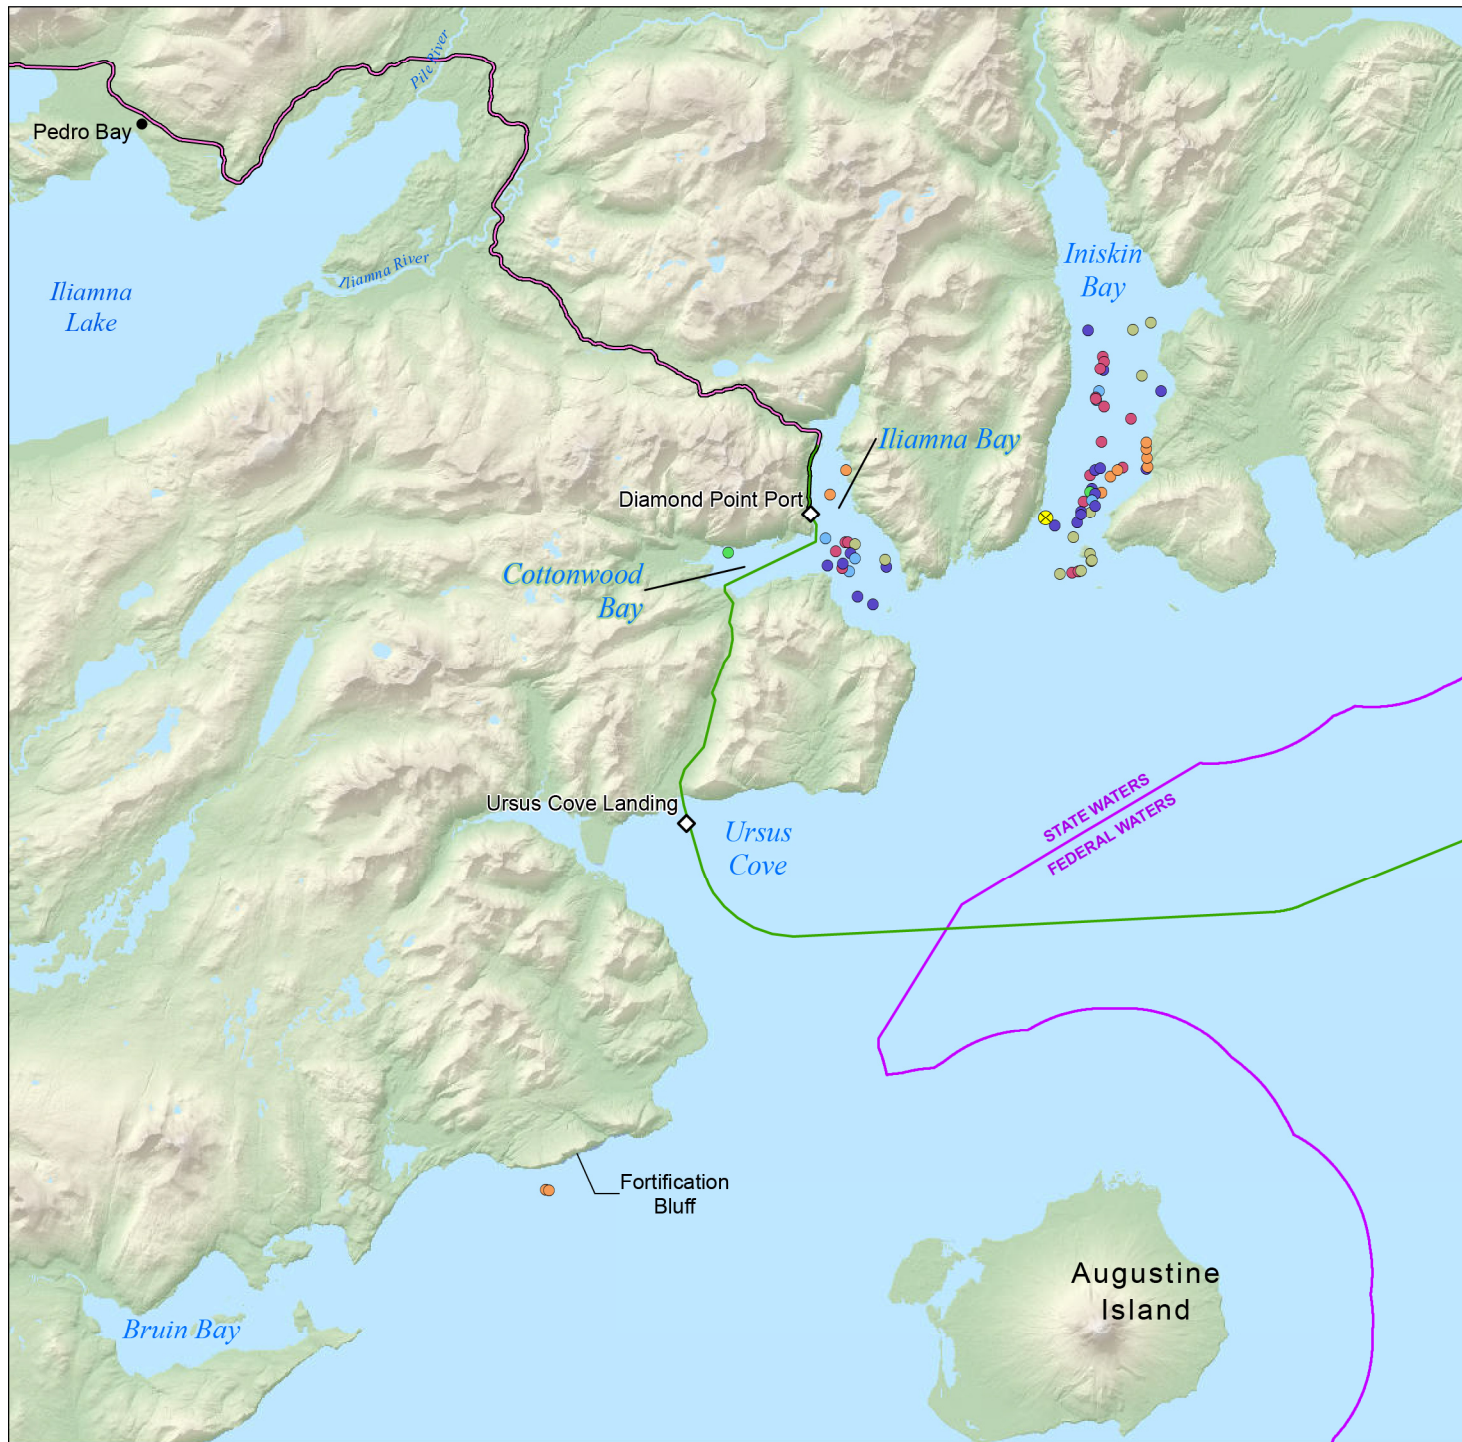 Pile River
Pedro Bay
Iniskin
Bay
Iliamna River
Iliamna
Lake
Iliamna Bay
Diamond Point Port
Cottonwood
Bay
STATE WATERS
FEDERAL WATERS
Ursus Cove Landing
Ursus
Cove
Fortification
Bluff
Augustine
Island
Bruin Bay